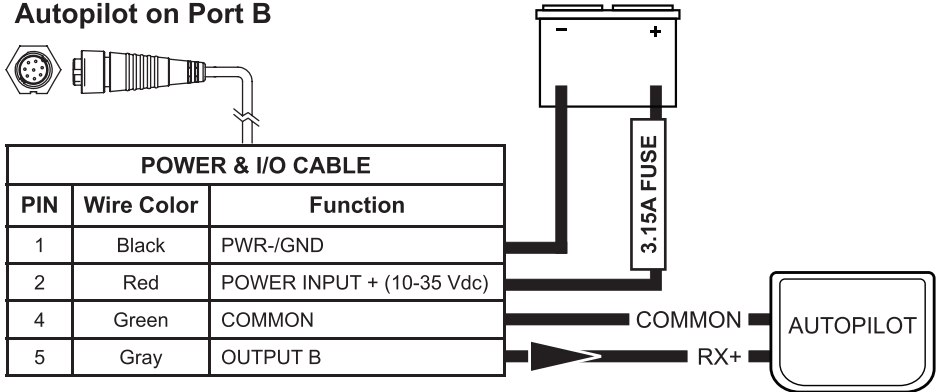 Autopilot on Port B
- +
3.15A FUSE
POWER & I/O CABLE
PIN Wire Color Function
1 Black PWR-/GND
2 Red POWER INPUT + (10-35 Vdc)
4 Green COMMON COMMON
5 Gray OUTPUT B RX+
AUTOPILOT